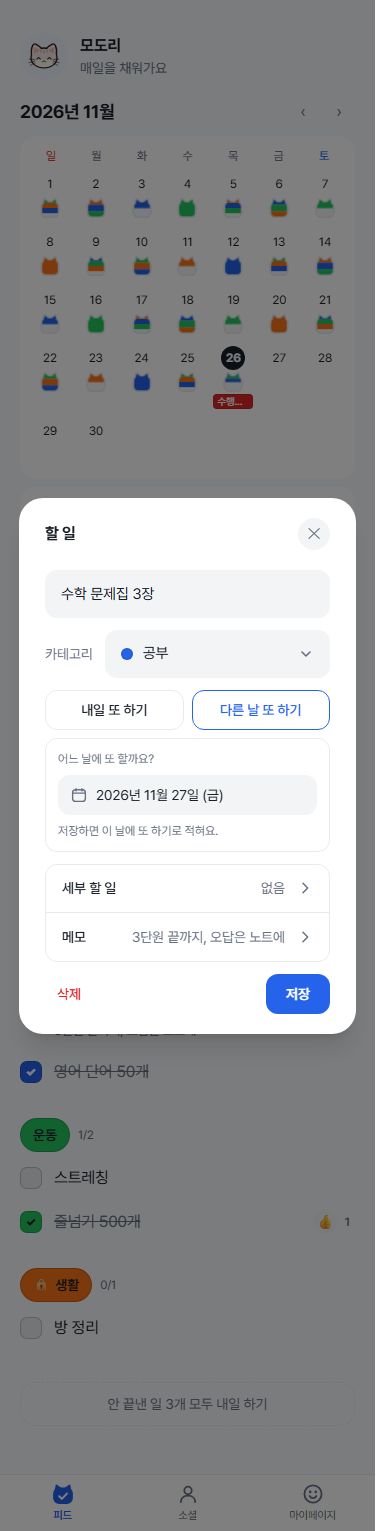 모도리
매일을 채워가요
2026년 11월
일 월 화 수 목 금 토
1 2 3 4 5 6 7
8 9 10 11 12 13 14
15 16 17 18 19 20 21
22 23 24 25 26 27 28
수행...
29 30
할 일
수학 문제집 3장
카테고리 공부
내일 또 하기 다른 날 또 하기
어느 날에 또 할까요?
2026년 11월 27일 (금)
저장하면 이 날에 또 하기로 적혀요.
세부 할 일 없음
메모 3단원 끝까지, 오답은 노트에
삭제 저장
영어 단어 50개
운동 1/2
스트레칭
줄넘기 500개 1
생활 0/1
방 정리
안 끝낸 일 3개 모두 내일 하기
피드 소셜 마이페이지